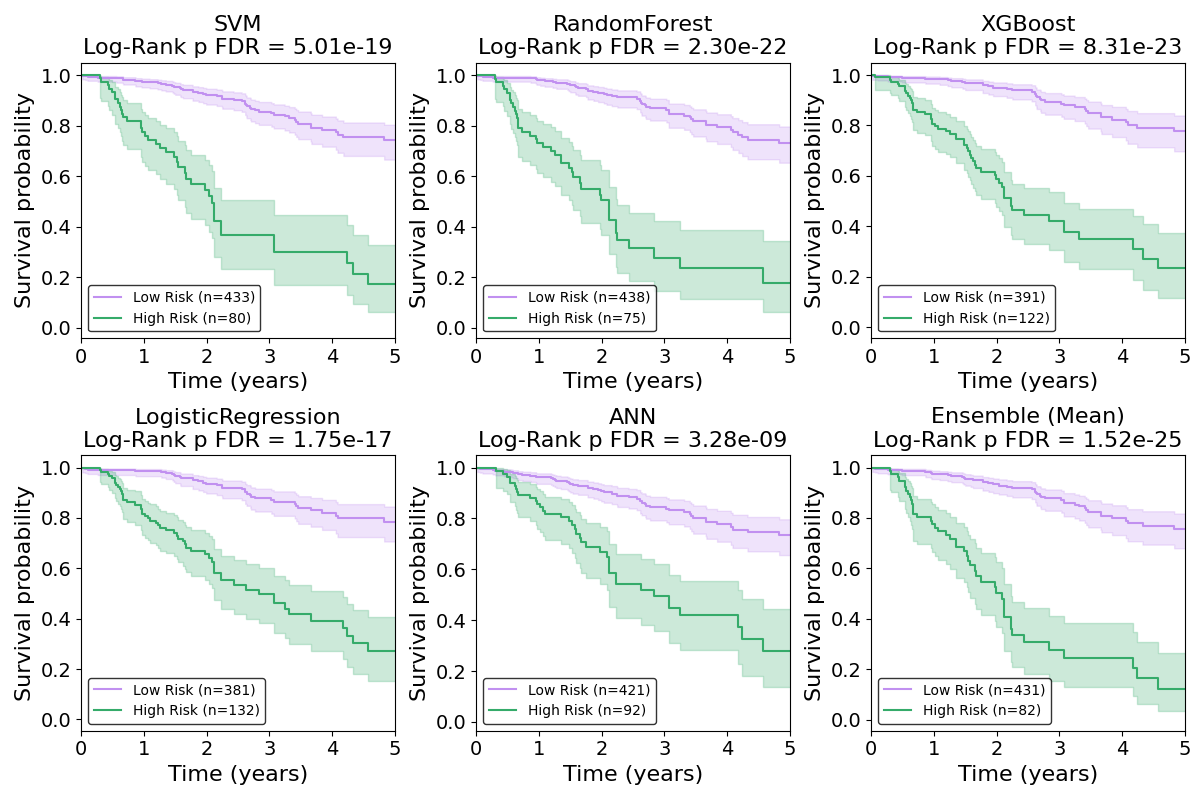 SVM
Log-Rank p FDR = 5.01e-19
Survival probability
1.0
0.8
0.6
0.4
0.2
0.0
Low Risk (n=433)
High Risk (n=80)
0 1 2 3 4 5
Time (years)
RandomForest
Log-Rank p FDR = 2.30e-22
Survival probability
1.0
0.8
0.6
0.4
0.2
0.0
Low Risk (n=438)
High Risk (n=75)
0 1 2 3 4 5
Time (years)
XGBoost
Log-Rank p FDR = 8.31e-23
Survival probability
1.0
0.8
0.6
0.4
0.2
0.0
Low Risk (n=391)
High Risk (n=122)
0 1 2 3 4 5
Time (years)
LogisticRegression
Log-Rank p FDR = 1.75e-17
Survival probability
1.0
0.8
0.6
0.4
0.2
0.0
Low Risk (n=381)
High Risk (n=132)
0 1 2 3 4 5
Time (years)
ANN
Log-Rank p FDR = 3.28e-09
Survival probability
1.0
0.8
0.6
0.4
0.2
0.0
Low Risk (n=421)
High Risk (n=92)
0 1 2 3 4 5
Time (years)
Ensemble (Mean)
Log-Rank p FDR = 1.52e-25
Survival probability
1.0
0.8
0.6
0.4
0.2
0.0
Low Risk (n=431)
High Risk (n=82)
0 1 2 3 4 5
Time (years)